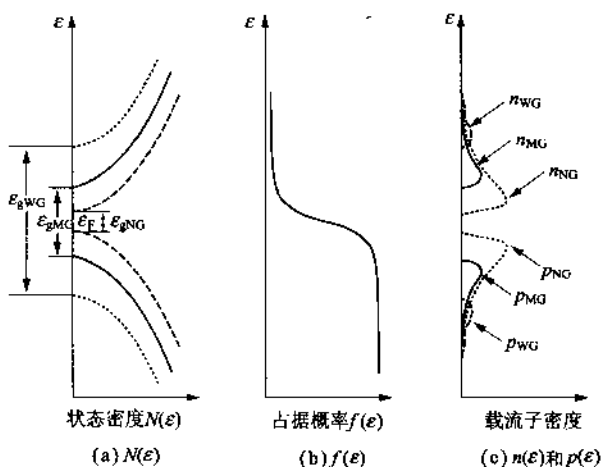 ε
ε
ε
n_WG
n_MG
n_NG
ε_gWG
ε_gMG
ε_F
ε_gNG
p_NG
p_MG
p_WG
状态密度N(ε)
占据概率f(ε)
载流子密度
(a) N(ε)
(b) f(ε)
(c) n(ε)和p(ε)